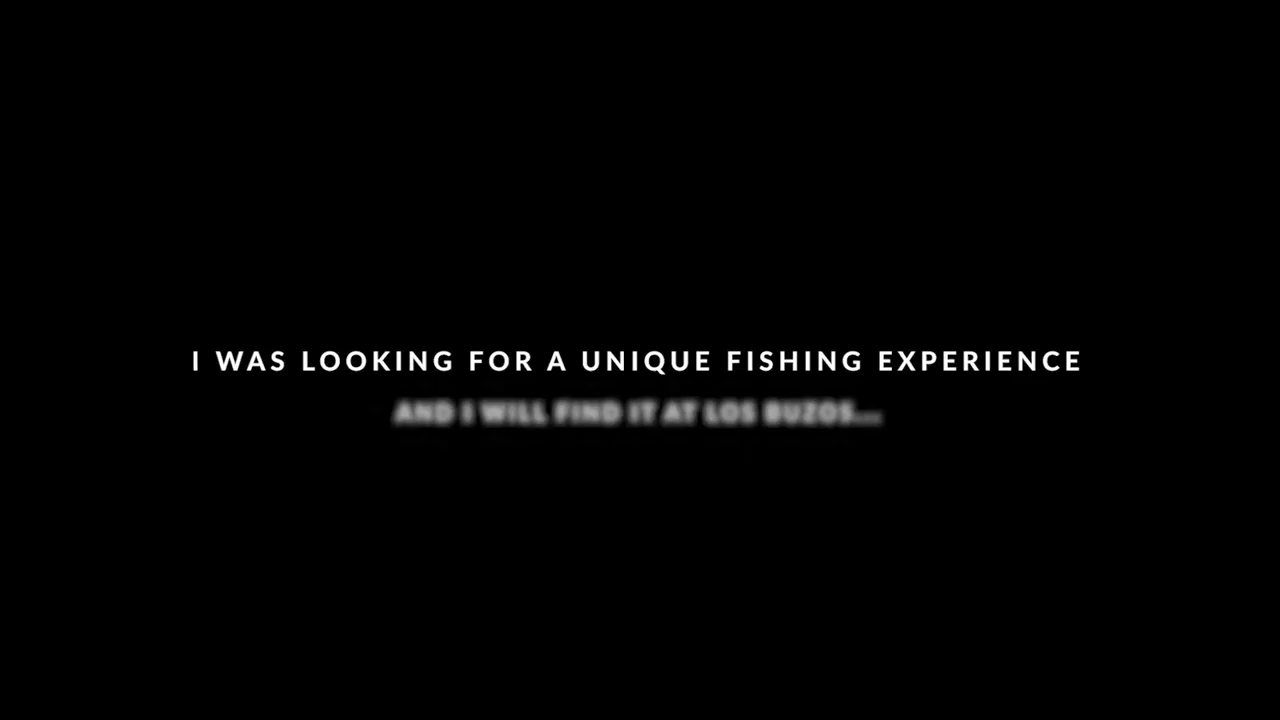 I WAS LOOKING FOR A UNIQUE FISHING EXPERIENCE
AND I WILL FIND IT AT LOS BUZOS...